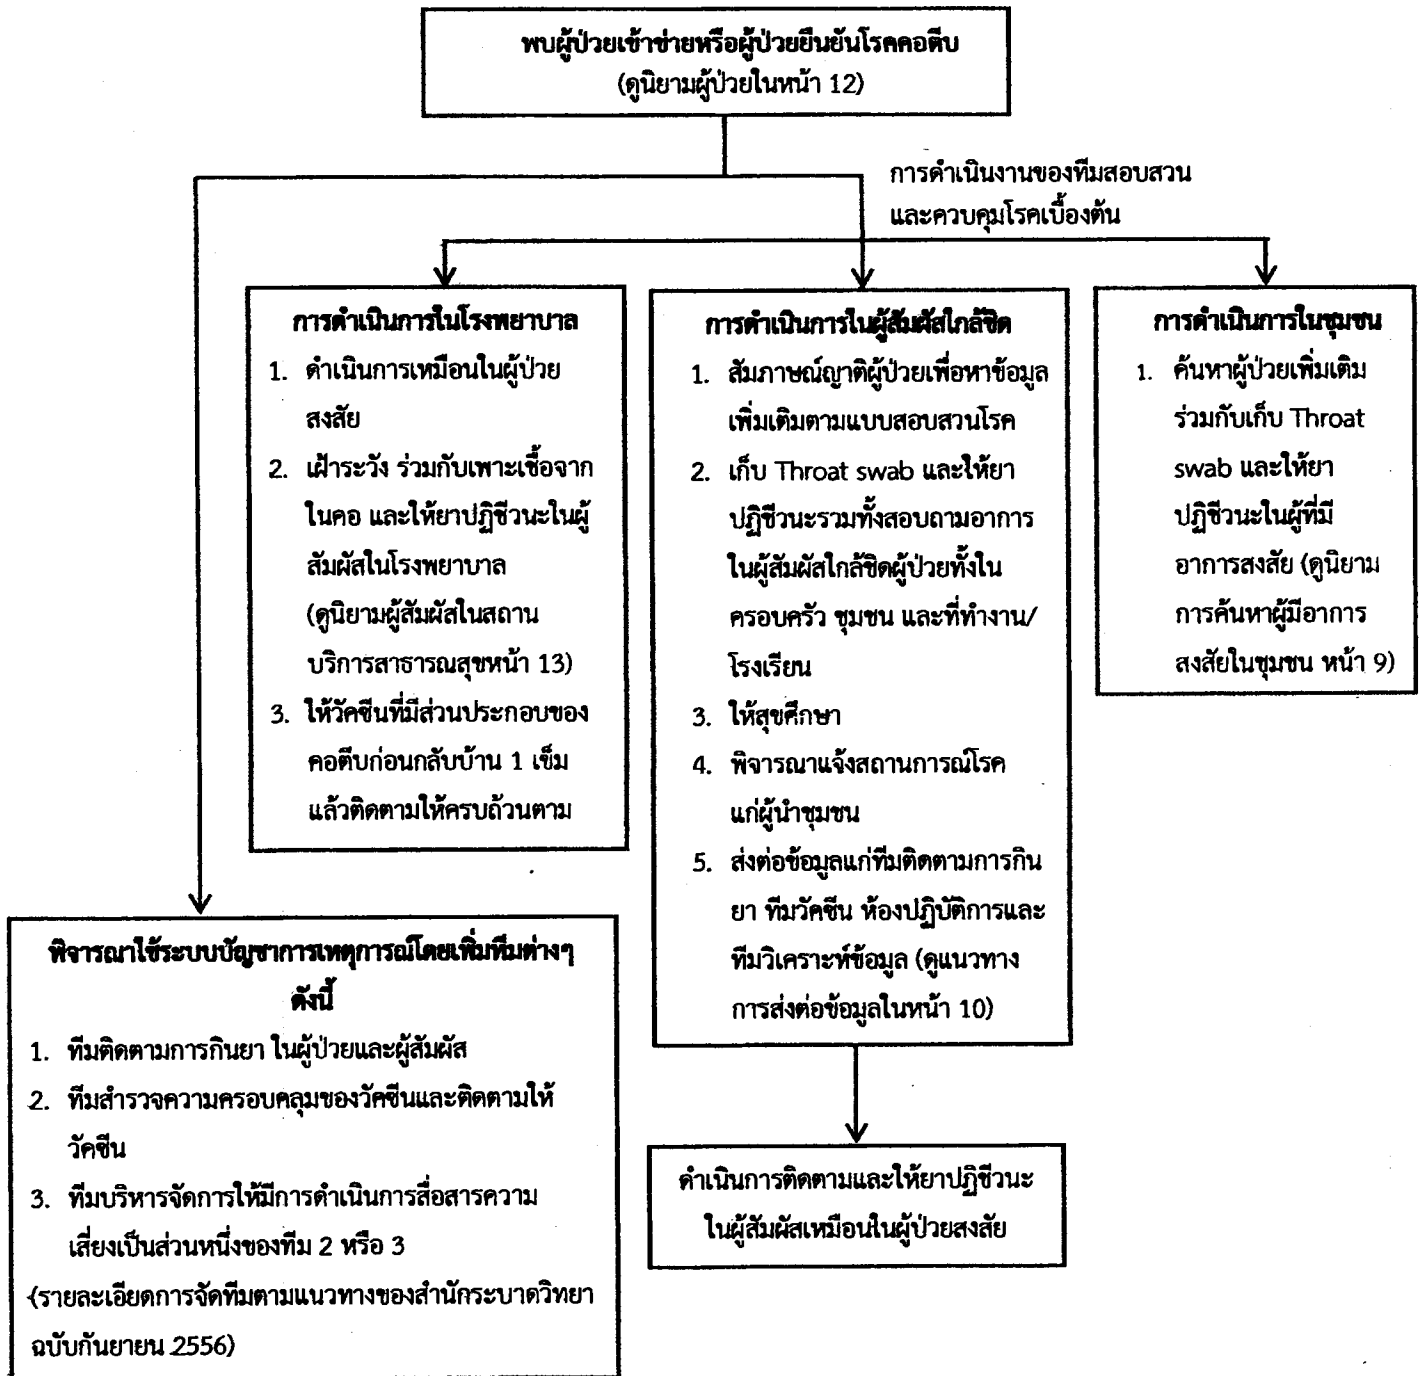 พบผู้ป่วยเข้าข่ายหรือผู้ป่วยยืนยันโรคคอตีบ
(ดูนิยามผู้ป่วยในหน้า 12)
การดำเนินงานของทีมสอบสวน
และควบคุมโรคเบื้องต้น
การดำเนินการในโรงพยาบาล
1. ดำเนินการเหมือนในผู้ป่วย
สงสัย
2. เฝ้าระวัง ร่วมกับเพาะเชื้อจาก
ในคอ และให้ยาปฏิชีวนะในผู้
สัมผัสในโรงพยาบาล
(ดูนิยามผู้สัมผัสในสถาน
บริการสาธารณสุขหน้า 13)
3. ให้วัคซีนที่มีส่วนประกอบของ
คอตีบก่อนกลับบ้าน 1 เข็ม
แล้วติดตามให้ครบถ้วนตาม
การดำเนินการในผู้สัมผัสใกล้ชิด
1. สัมภาษณ์ญาติผู้ป่วยเพื่อหาข้อมูล
เพิ่มเติมตามแบบสอบสวนโรค
2. เก็บ Throat swab และให้ยา
ปฏิชีวนะรวมทั้งสอบถามอาการ
ในผู้สัมผัสใกล้ชิดผู้ป่วยทั้งใน
ครอบครัว ชุมชน และที่ทำงาน/
โรงเรียน
3. ให้สุขศึกษา
4. พิจารณาแจ้งสถานการณ์โรค
แก่ผู้นำชุมชน
5. ส่งต่อข้อมูลแก่ทีมติดตามการกิน
ยา ทีมวัคซีน ห้องปฏิบัติการและ
ทีมวิเคราะห์ข้อมูล (ดูแนวทาง
การส่งต่อข้อมูลในหน้า 10)
การดำเนินการในชุมชน
1. ค้นหาผู้ป่วยเพิ่มเติม
ร่วมกับเก็บ Throat
swab และให้ยา
ปฏิชีวนะในผู้ที่มี
อาการสงสัย (ดูนิยาม
การค้นหาผู้มีอาการ
สงสัยในชุมชน หน้า 9)
พิจารณาใช้ระบบบัญชาการเหตุการณ์โดยเพิ่มทีมต่างๆ
ดังนี้
1. ทีมติดตามการกินยา ในผู้ป่วยและผู้สัมผัส
2. ทีมสำรวจความครอบคลุมของวัคซีนและติดตามให้
วัคซีน
3. ทีมบริหารจัดการให้มีการดำเนินการสื่อสารความ
เสี่ยงเป็นส่วนหนึ่งของทีม 2 หรือ 3
(รายละเอียดการจัดทีมตามแนวทางของสำนักระบาดวิทยา
ฉบับกันยายน 2556)
ดำเนินการติดตามและให้ยาปฏิชีวนะ
ในผู้สัมผัสเหมือนในผู้ป่วยสงสัย